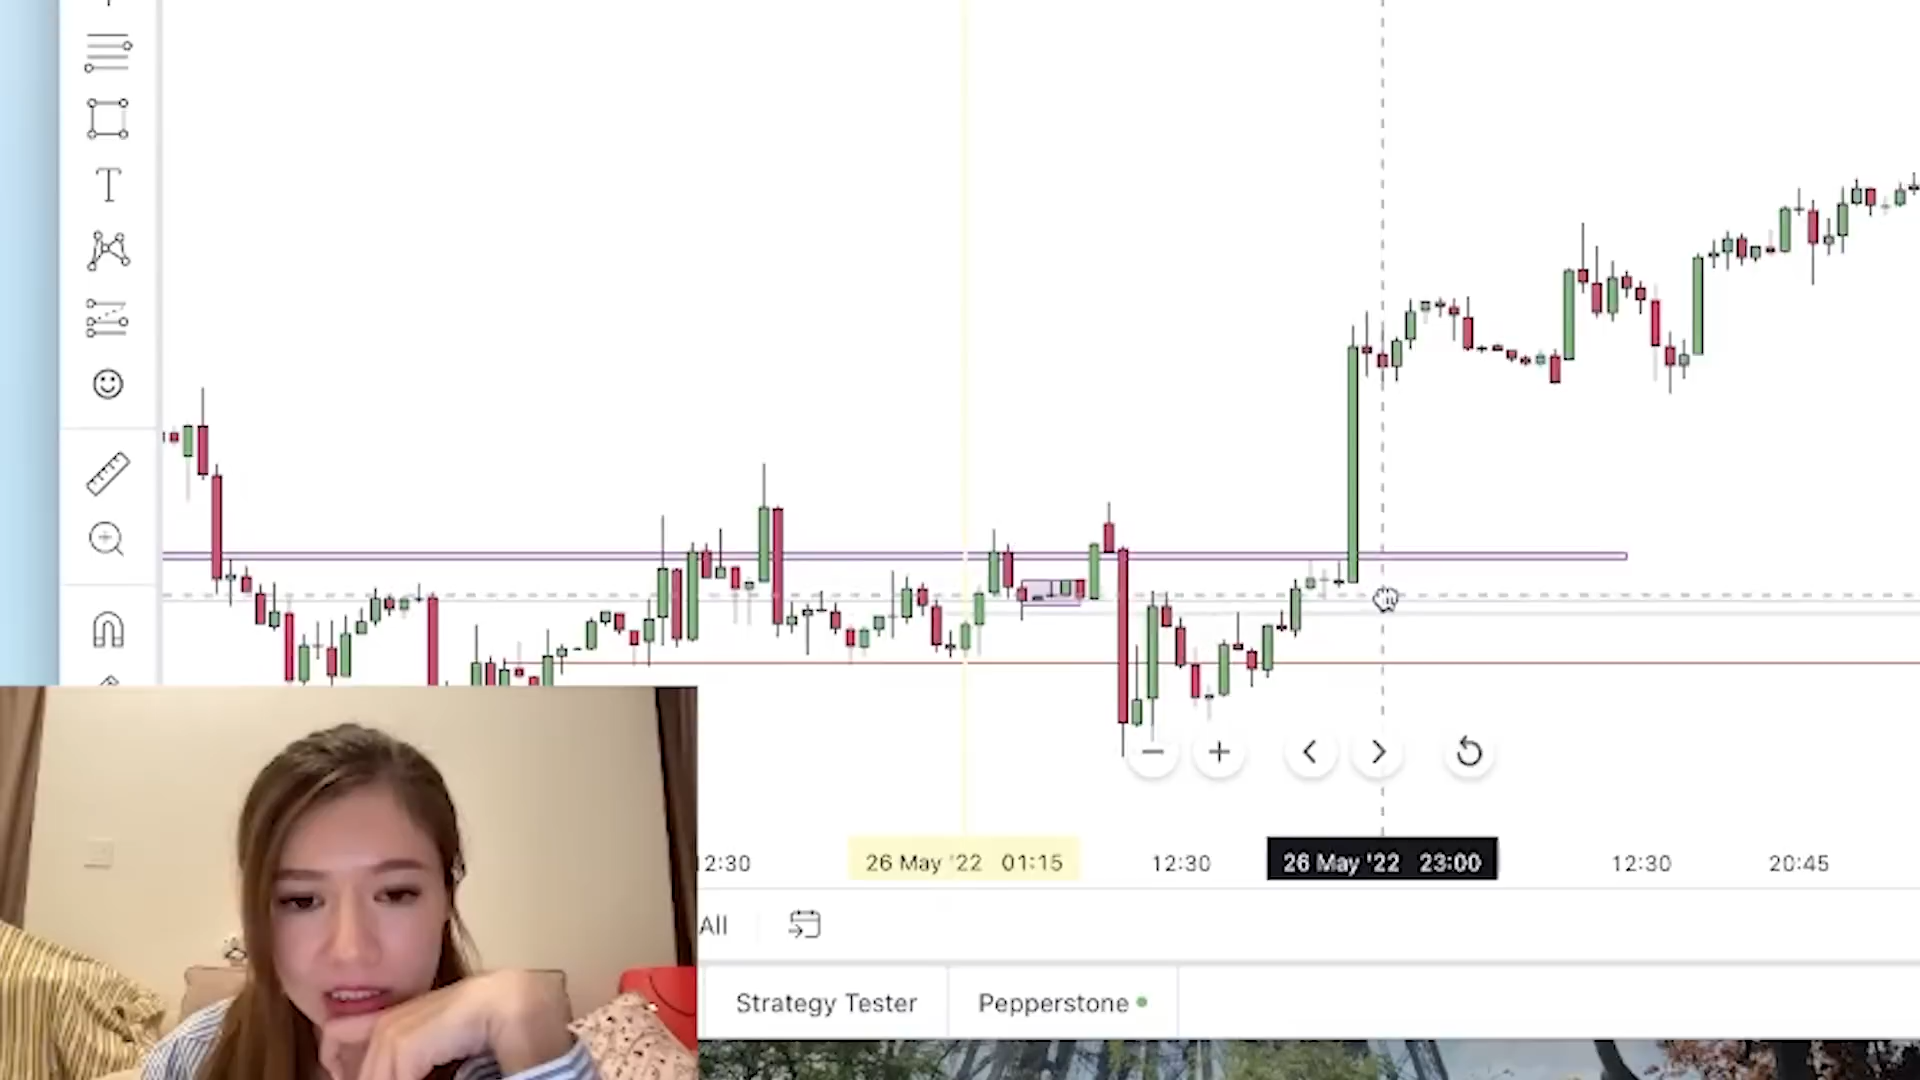 T
12:30
26 May '22 01:15
12:30
26 May '22 23:00
12:30
20:45
All
Strategy Tester
Pepperstone